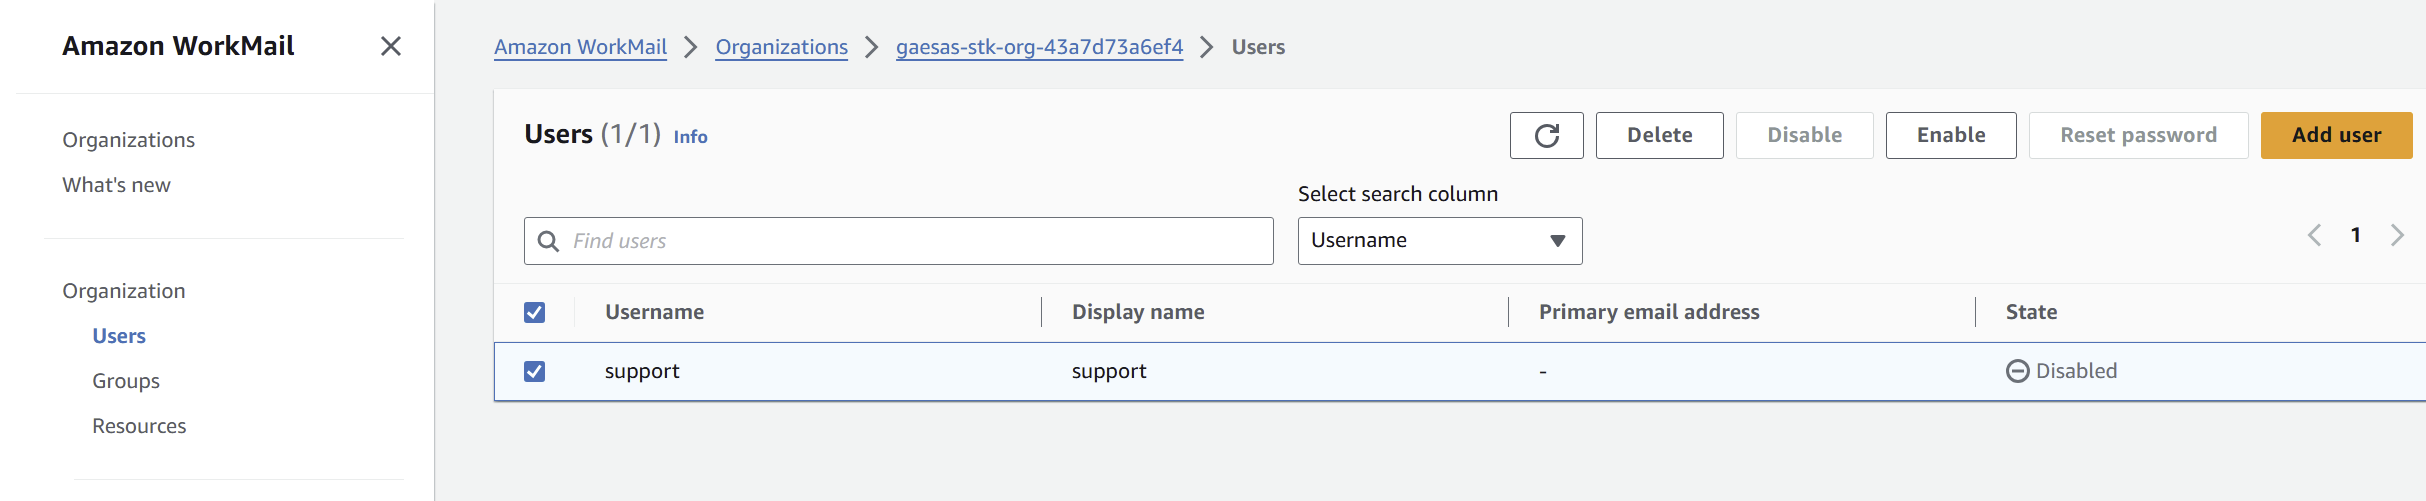 Amazon WorkMail
Organizations
What's new
Organization
Users
Groups
Resources
Amazon WorkMail > Organizations > gaesas-stk-org-43a7d73a6ef4 > Users
Users (1/1) Info
Delete Disable Enable Reset password Add user
Select search column
Find users Username 1
Username Display name Primary email address State
support support - Disabled